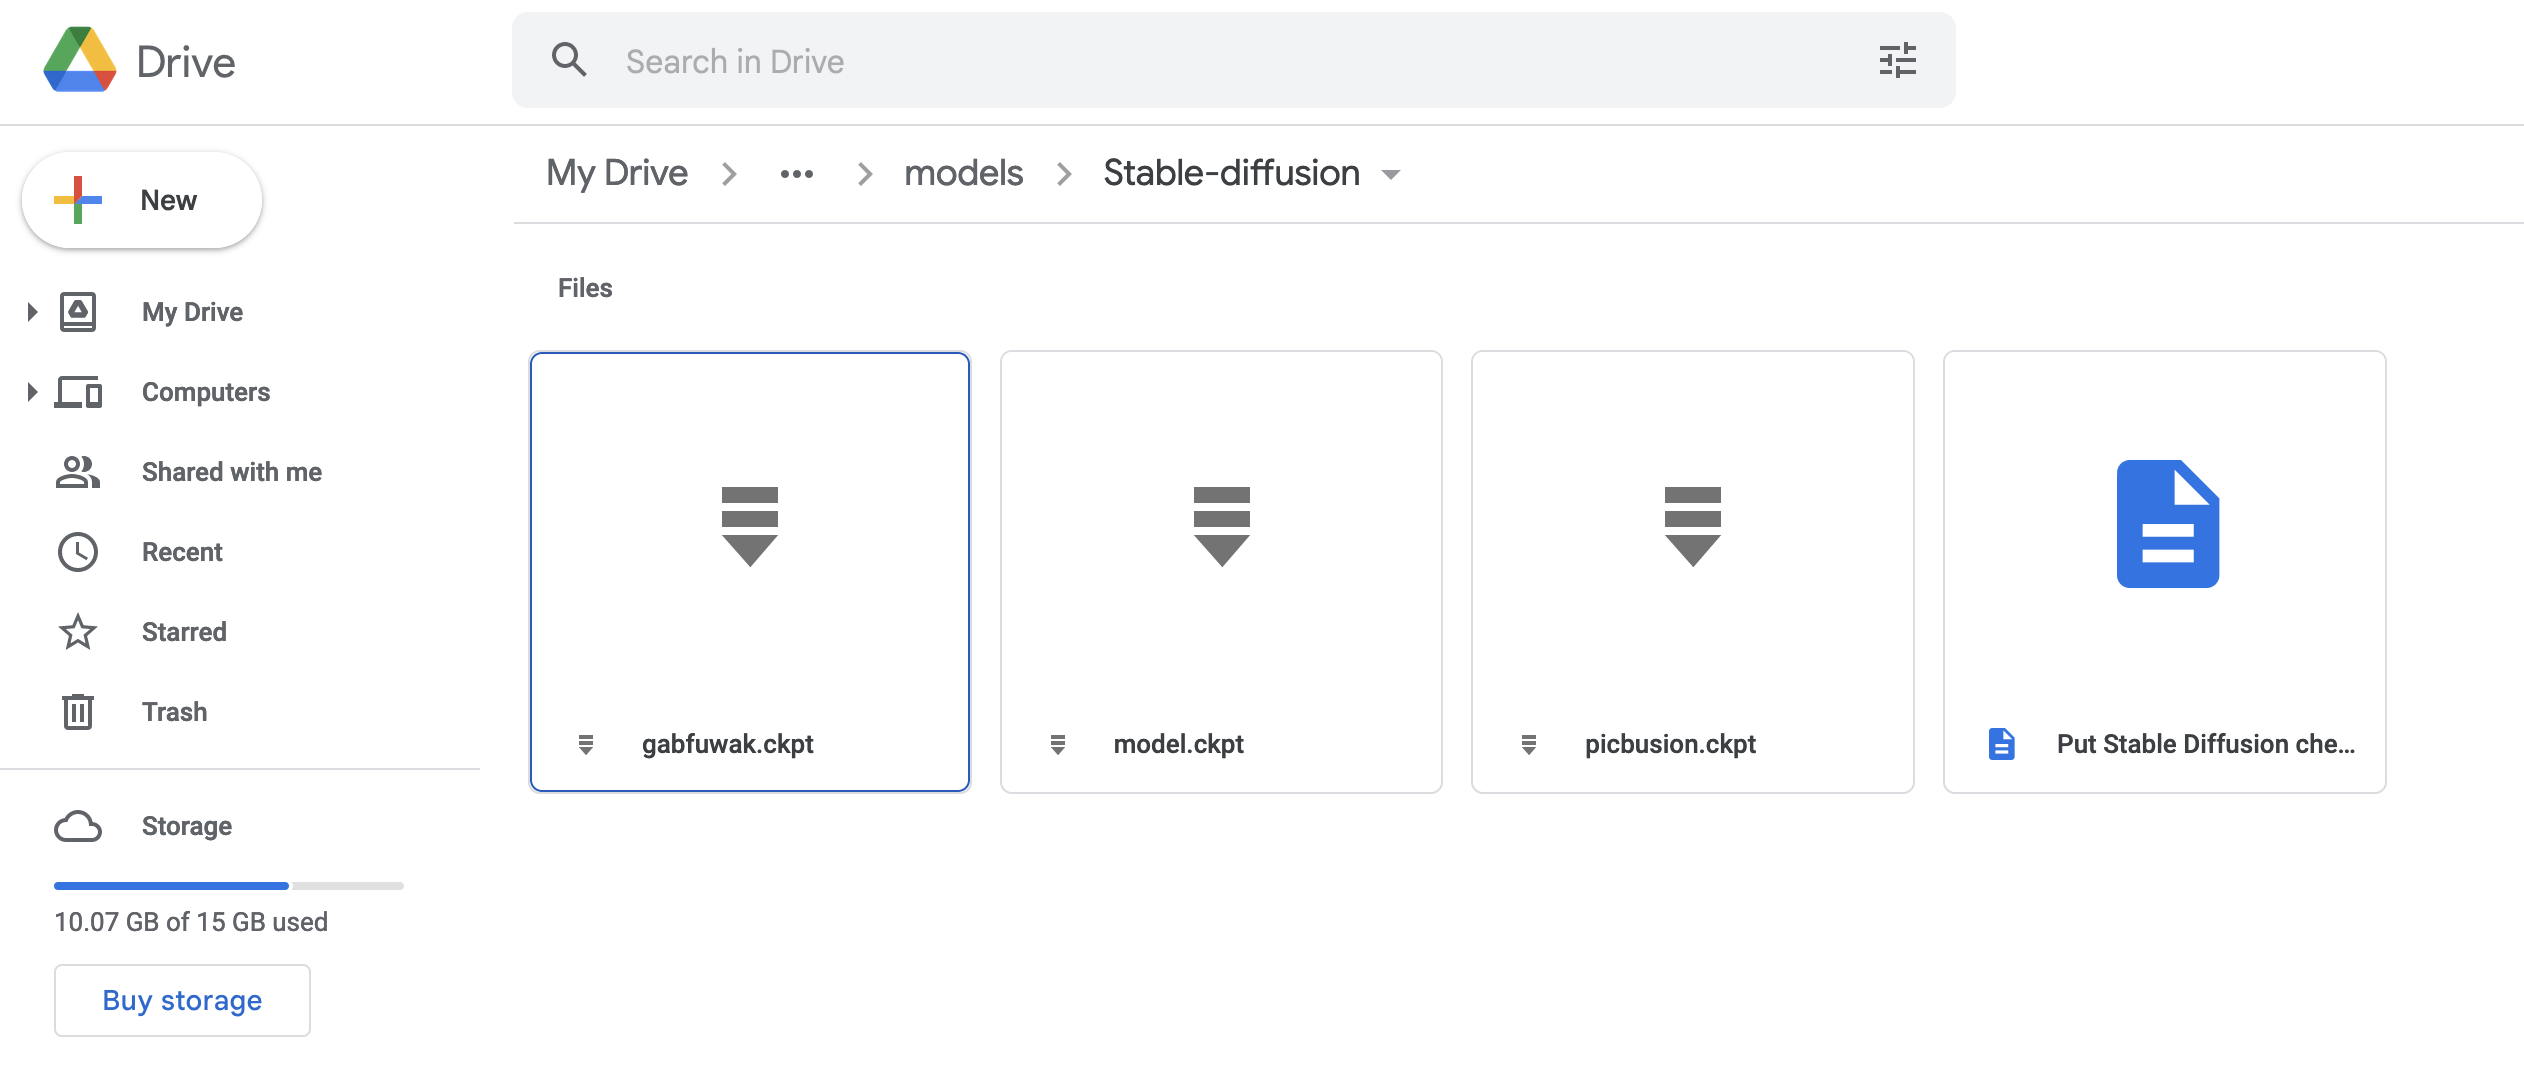 Drive
Search in Drive
New
My Drive
Computers
Shared with me
Recent
Starred
Trash
Storage
10.07 GB of 15 GB used
Buy storage
My Drive > ••• > models > Stable-diffusion
Files
gabfuwak.ckpt
model.ckpt
picbusion.ckpt
Put Stable Diffusion che...